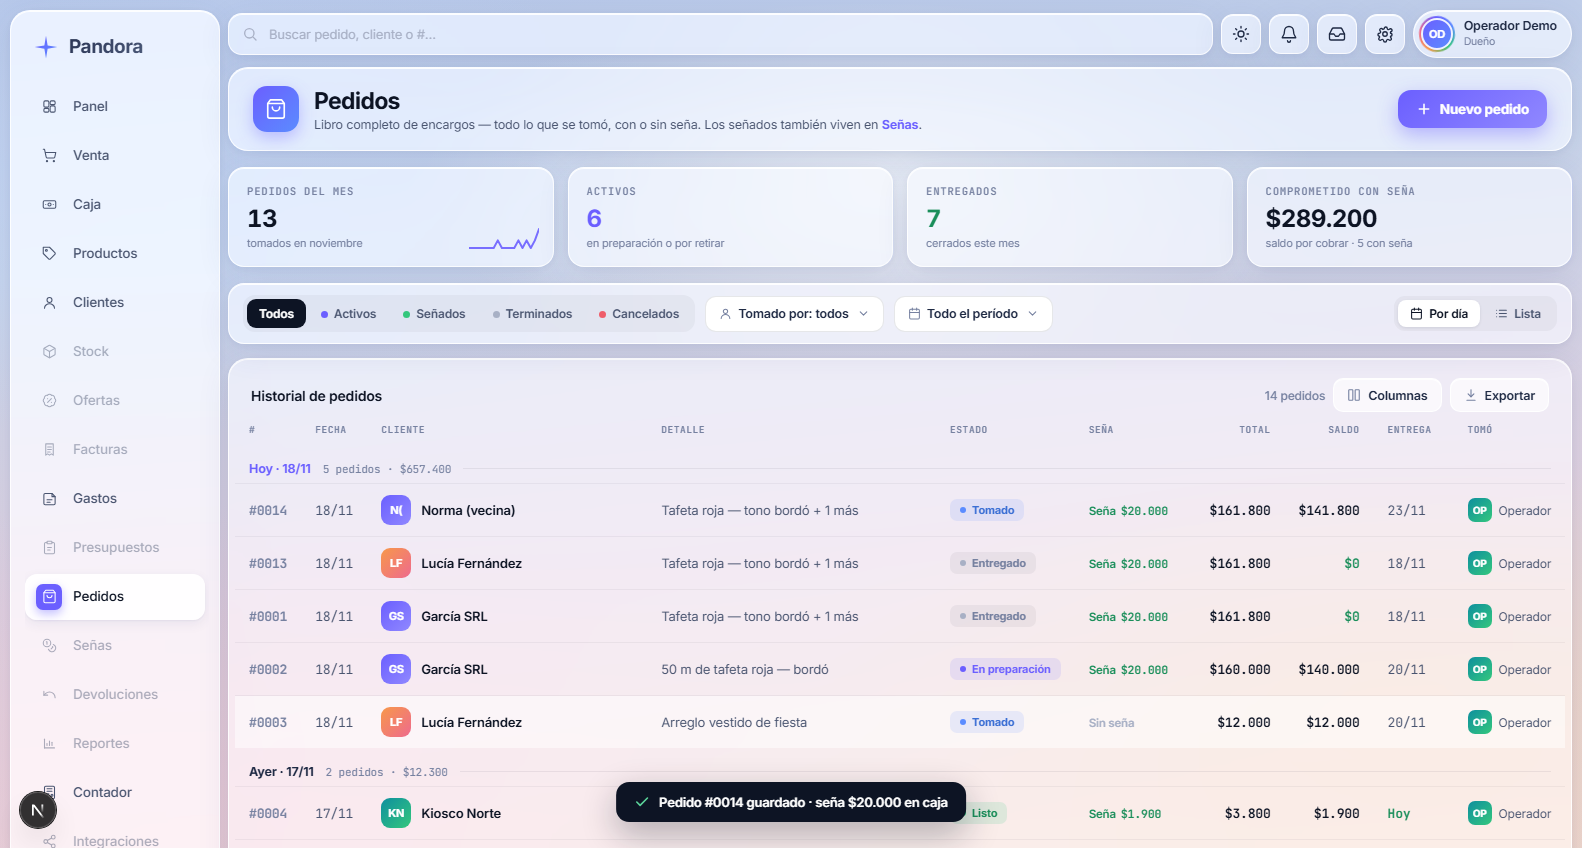 Pandora
Panel
Venta
Caja
Productos
Clientes
Stock
Ofertas
Facturas
Gastos
Presupuestos
Pedidos
Señas
Devoluciones
Reportes
Contador
N
Integraciones
Buscar pedido, cliente o #...
OD
Operador Demo
Dueño
Pedidos
Libro completo de encargos — todo lo que se tomó, con o sin seña. Los señados también viven en Señas.
Nuevo pedido
PEDIDOS DEL MES
13
tomados en noviembre
ACTIVOS
6
en preparación o por retirar
ENTREGADOS
7
cerrados este mes
COMPROMETIDO CON SEÑA
$289.200
saldo por cobrar · 5 con seña
Todos Activos Señados Terminados Cancelados Tomado por: todos Todo el período Por día Lista
Historial de pedidos 14 pedidos Columnas Exportar
# FECHA CLIENTE DETALLE ESTADO SEÑA TOTAL SALDO ENTREGA TOMÓ
Hoy · 18/11 5 pedidos · $657.400
#0014 18/11 N( Norma (vecina) Tafeta roja — tono bordó + 1 más Tomado Seña $20.000 $161.800 $141.800 23/11 OP Operador
#0013 18/11 LF Lucía Fernández Tafeta roja — tono bordó + 1 más Entregado Seña $20.000 $161.800 $0 18/11 OP Operador
#0001 18/11 GS García SRL Tafeta roja — tono bordó + 1 más Entregado Seña $20.000 $161.800 $0 18/11 OP Operador
#0002 18/11 GS García SRL 50 m de tafeta roja — bordó En preparación Seña $20.000 $160.000 $140.000 20/11 OP Operador
#0003 18/11 LF Lucía Fernández Arreglo vestido de fiesta Tomado Sin seña $12.000 $12.000 20/11 OP Operador
Ayer · 17/11 2 pedidos · $12.300
#0004 17/11 KN Kiosco Norte Listo Seña $1.900 $3.800 $1.900 Hoy OP Operador
Pedido #0014 guardado · seña $20.000 en caja